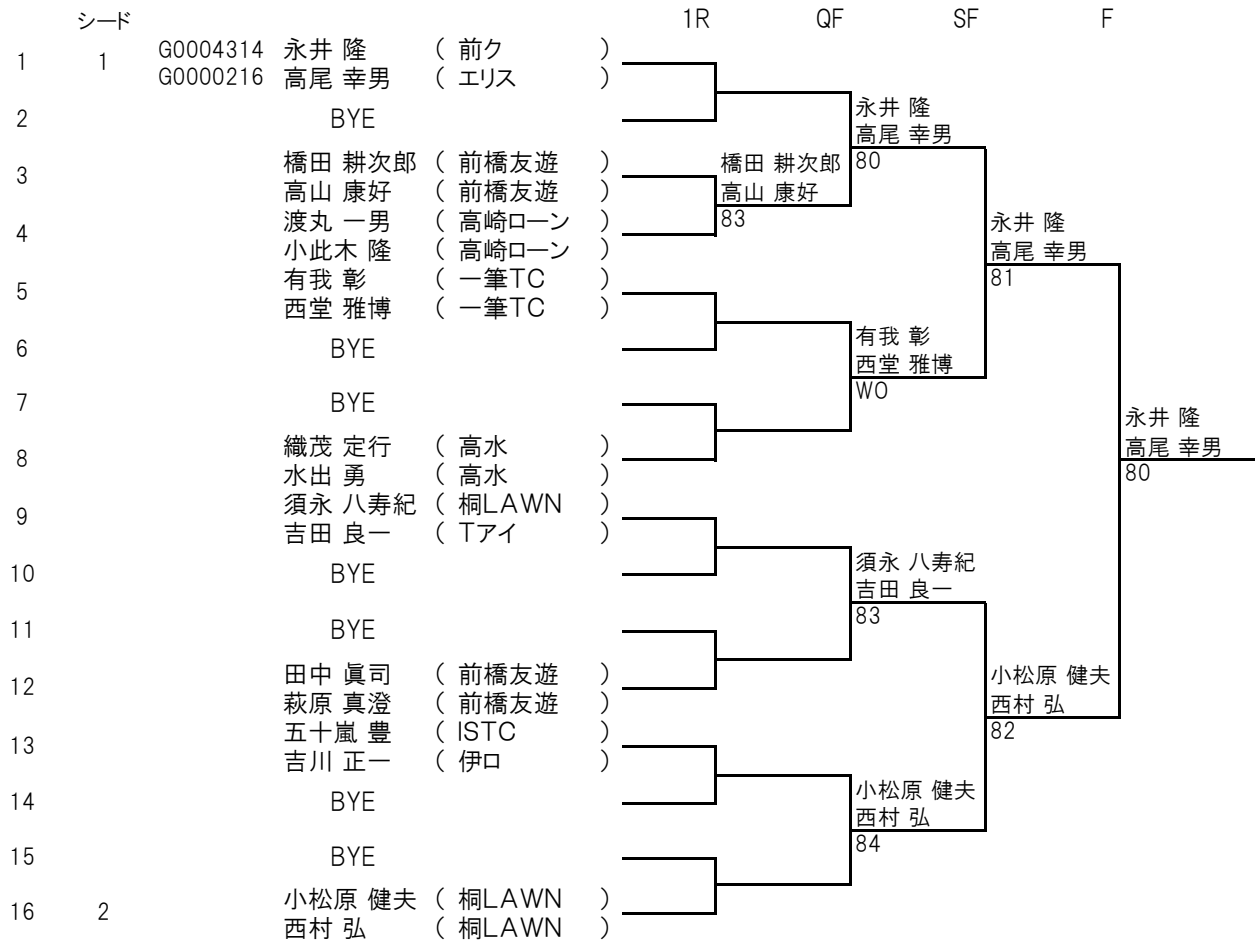 シード 1R QF SF F
1 1 G0004314 永井 隆 ( 前ク )
G0000216 高尾 幸男 ( エリス )
2 BYE
永井 隆
高尾 幸男
80
3 橋田 耕次郎 ( 前橋友遊 )
高山 康好 ( 前橋友遊 )
橋田 耕次郎
高山 康好
83
4 渡丸 一男 ( 高崎ローン )
小此木 隆 ( 高崎ローン )
永井 隆
高尾 幸男
81
5 有我 彰 ( 一筆TC )
西堂 雅博 ( 一筆TC )
6 BYE
有我 彰
西堂 雅博
WO
7 BYE
8 織茂 定行 ( 高水 )
水出 勇 ( 高水 )
永井 隆
高尾 幸男
80
9 須永 八寿紀 ( 桐LAWN )
吉田 良一 ( Tアイ )
10 BYE
須永 八寿紀
吉田 良一
83
11 BYE
12 田中 眞司 ( 前橋友遊 )
萩原 真澄 ( 前橋友遊 )
小松原 健夫
西村 弘
82
13 五十嵐 豊 ( ISTC )
吉川 正一 ( 伊ロ )
14 BYE
小松原 健夫
西村 弘
84
15 BYE
16 2 小松原 健夫 ( 桐LAWN )
西村 弘 ( 桐LAWN )